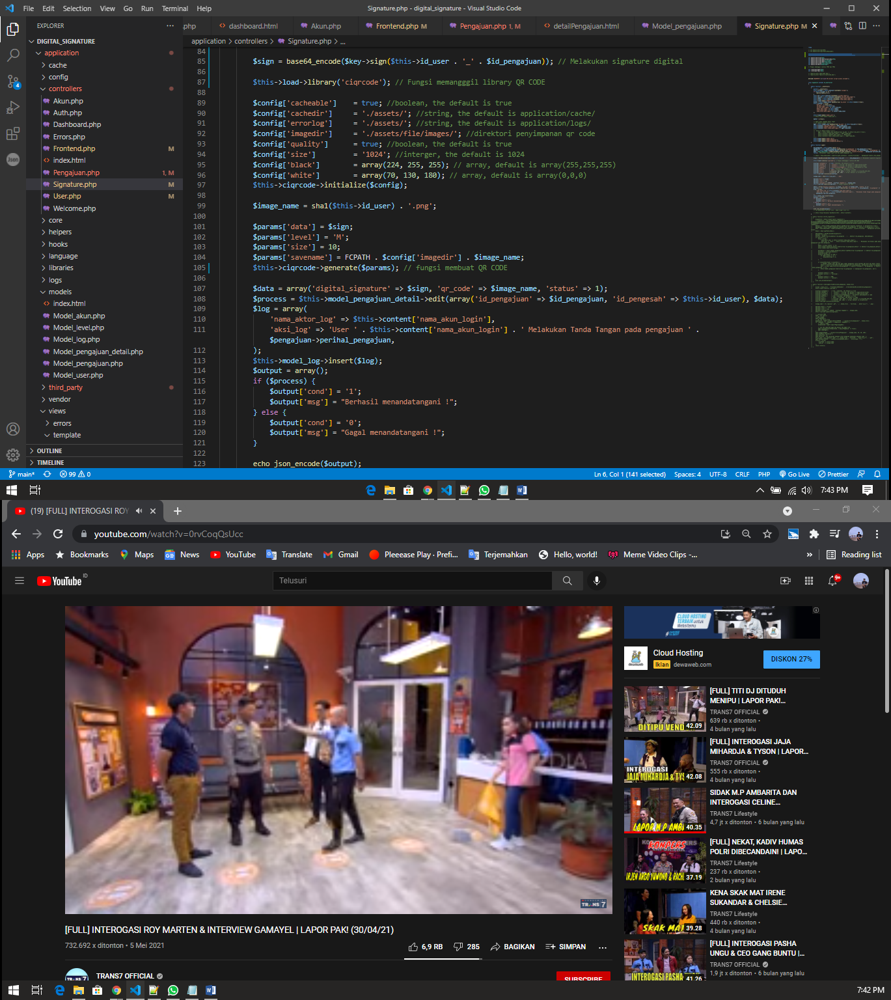 File Edit Selection View Go Run Terminal Help
Signature.php - digital_signature - Visual Studio Code
EXPLORER
.php dashboard.html Akun.php Frontend.php M Pengajuan.php 1, M detailPengajuan.html Model_pengajuan.php Signature.php M
DIGITAL_SIGNATURE
application
cache
config
controllers
Akun.php
Auth.php
Dashboard.php
Errors.php
Frontend.php M
index.html
Pengajuan.php 1, M
Signature.php M
User.php M
Welcome.php
core
helpers
hooks
language
libraries
logs
models
index.html
Model_akun.php
Model_level.php
Model_log.php
Model_pengajuan_detail.php
Model_pengajuan.php
Model_user.php
third_party
vendor
views
errors
template
OUTLINE
TIMELINE
4
Json
application > controllers > Signature.php > ...
84
85 $sign = base64_encode($key->sign($this->id_user . '_' . $id_pengajuan)); // Melakukan signature digital
86
87 $this->load->library('ciqrcode'); // Fungsi memangggil library QR CODE
88
89 $config['cacheable'] = true; //boolean, the default is true
90 $config['cachedir'] = './assets/'; //string, the default is application/cache/
91 $config['errorlog'] = './assets/'; //string, the default is application/logs/
92 $config['imagedir'] = './assets/file/images/'; //direktori penyimpanan qr code
93 $config['quality'] = true; //boolean, the default is true
94 $config['size'] = '1024'; //interger, the default is 1024
95 $config['black'] = array(224, 255, 255); // array, default is array(255,255,255)
96 $config['white'] = array(70, 130, 180); // array, default is array(0,0,0)
97 $this->ciqrcode->initialize($config);
98
99 $image_name = sha1($this->id_user) . '.png';
100
101 $params['data'] = $sign;
102 $params['level'] = 'M';
103 $params['size'] = 10;
104 $params['savename'] = FCPATH . $config['imagedir'] . $image_name;
105 $this->ciqrcode->generate($params); // fungsi membuat QR CODE
106
107 $data = array('digital_signature' => $sign, 'qr_code' => $image_name, 'status' => 1);
108 $process = $this->model_pengajuan_detail->edit(array('id_pengajuan' => $id_pengajuan, 'id_pengesah' => $this->id_user), $data);
109 $log = array(
110 'nama_aktor_log' => $this->content['nama_akun_login'],
111 'aksi_log' => 'User ' . $this->content['nama_akun_login'] . ' Melakukan Tanda Tangan pada pengajuan ' .
$pengajuan->perihal_pengajuan,
112 );
113 $this->model_log->insert($log);
114 $output = array();
115 if ($process) {
116 $output['cond'] = '1';
117 $output['msg'] = "Berhasil menandatangani !";
118 } else {
119 $output['cond'] = '0';
120 $output['msg'] = "Gagal menandatangani !";
121 }
122
123 echo json_encode($output);
main* 99 0 Ln 6, Col 1 (141 selected) Spaces: 4 UTF-8 CRLF PHP Go Live Prettier
7:43 PM
(19) [FULL] INTEROGASI ROY
youtube.com/watch?v=0rvCoqQsUcc
Apps Bookmarks Maps News YouTube Translate Gmail Pleeease Play · Prefi... Terjemahkan Hello, world! Meme Video Clips -... » Reading list
YouTube ID
Telusuri
9+
TRANS 7
CLOUD HOSTING
TERBAIK untuk
Websitemu
Cloud Hosting
Iklan dewaweb.com
dewaweb
DISKON 27%
DITIPU VEND
42.09
[FULL] TITI DJ DITUDUH
MENIPU | LAPOR PAK!...
TRANS7 OFFICIAL
639 rb x ditonton •
4 bulan yang lalu
INTEROGASI
JAJA MIHARDJA & TYS
42.08
[FULL] INTEROGASI JAJA
MIHARDJA & TYSON | LAPOR...
TRANS7 OFFICIAL
555 rb x ditonton •
4 bulan yang lalu
LAPOR M.P AMBA
40.35
SIDAK M.P AMBARITA DAN
INTEROGASI CELINE...
TRANS7 Lifestyle
4,7 jt x ditonton • 6 bulan yang lalu
KONPERS
IRJEN ARGO YUWONO & RACH
37.19
[FULL] NEKAT, KADIV HUMAS
POLRI DIBECANDAIN! | LAPO...
TRANS7 Lifestyle
237 rb x ditonton •
2 bulan yang lalu
SKAK MAT
39.28
KENA SKAK MAT IRENE
SUKANDAR & CHELSIE...
TRANS7 Lifestyle
440 rb x ditonton •
4 bulan yang lalu
INTEROGASI PASHA
41.26
[FULL] INTEROGASI PASHA
UNGU & CEO GANG BUNTU |...
TRANS7 OFFICIAL
1,9 jt x ditonton • 6 bulan yang lalu
[FULL] INTEROGASI ROY MARTEN & INTERVIEW GAMAYEL | LAPOR PAK! (30/04/21)
732.692 x ditonton • 5 Mei 2021
6,9 RB 285 BAGIKAN SIMPAN ...
TRANS 7
TRANS7 OFFICIAL
SUBSCRIBE
7:42 PM